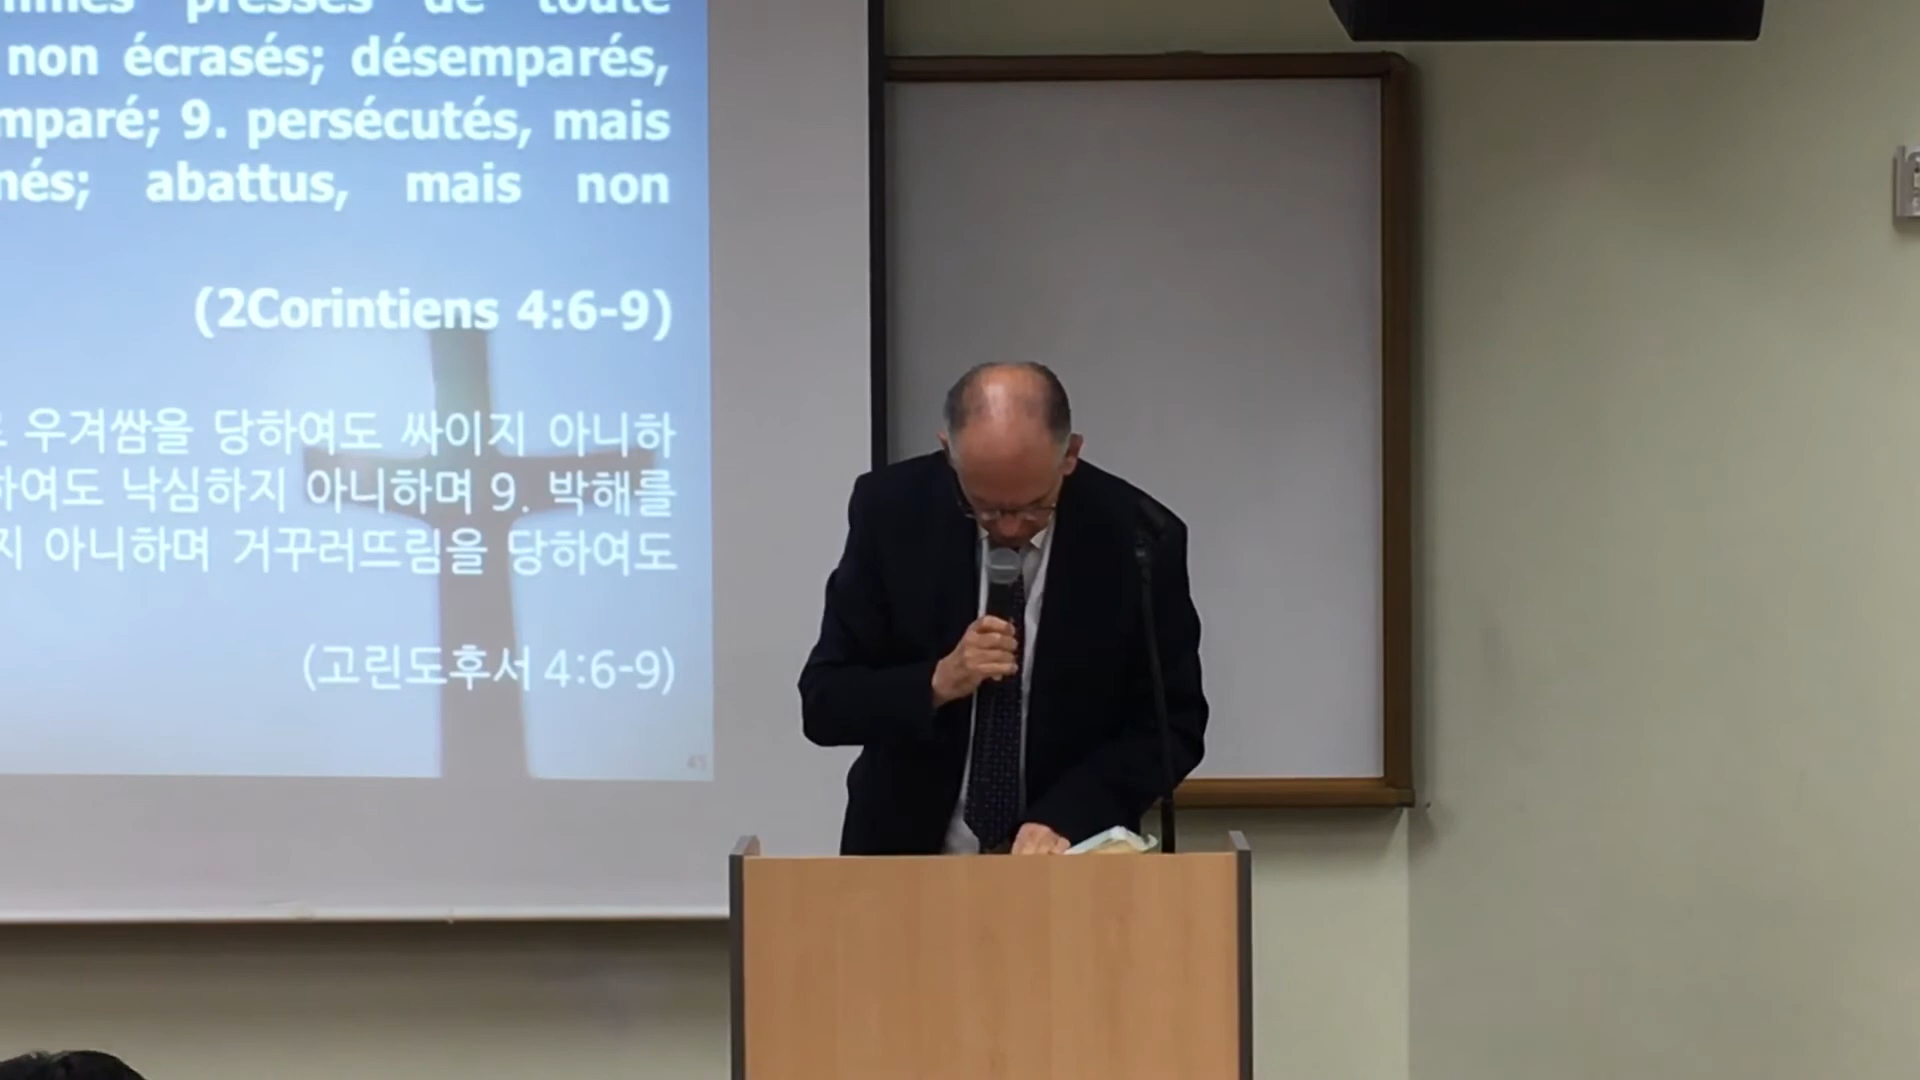 pressés de toute
non écrasés; désemparés,
mparé; 9. persécutés, mais
nés; abattus, mais non
(2Corintiens 4:6-9)
우겨쌈을 당하여도 싸이지 아니하
하여도 낙심하지 아니하며 9. 박해를
지 아니하며 거꾸러뜨림을 당하여도
(고린도후서 4:6-9)